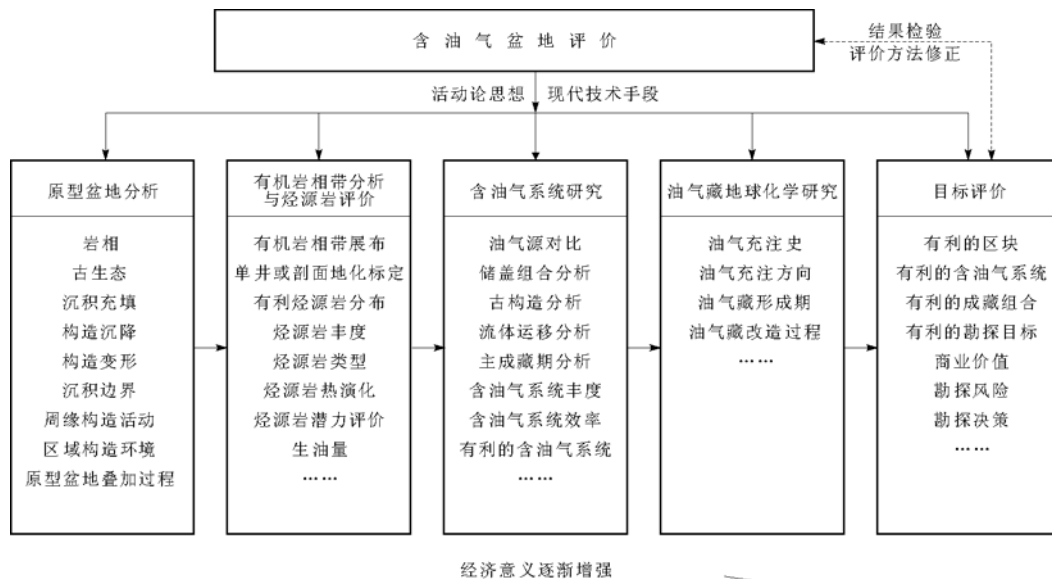 含油气盆地评价
结果检验
评价方法修正
活动论思想 现代技术手段
原型盆地分析
岩相
古生态
沉积充填
构造沉降
构造变形
沉积边界
周缘构造活动
区域构造环境
原型盆地叠加过程
有机岩相带分析
与烃源岩评价
有机岩相带展布
单井或剖面地化标定
有利烃源岩分布
烃源岩丰度
烃源岩类型
烃源岩热演化
烃源岩潜力评价
生油量
……
含油气系统研究
油气源对比
储盖组合分析
古构造分析
流体运移分析
主成藏期分析
含油气系统丰度
含油气系统效率
有利的含油气系统
……
油气藏地球化学研究
油气充注史
油气充注方向
油气藏形成期
油气藏改造过程
……
目标评价
有利的区块
有利的含油气系统
有利的成藏组合
有利的勘探目标
商业价值
勘探风险
勘探决策
……
经济意义逐渐增强